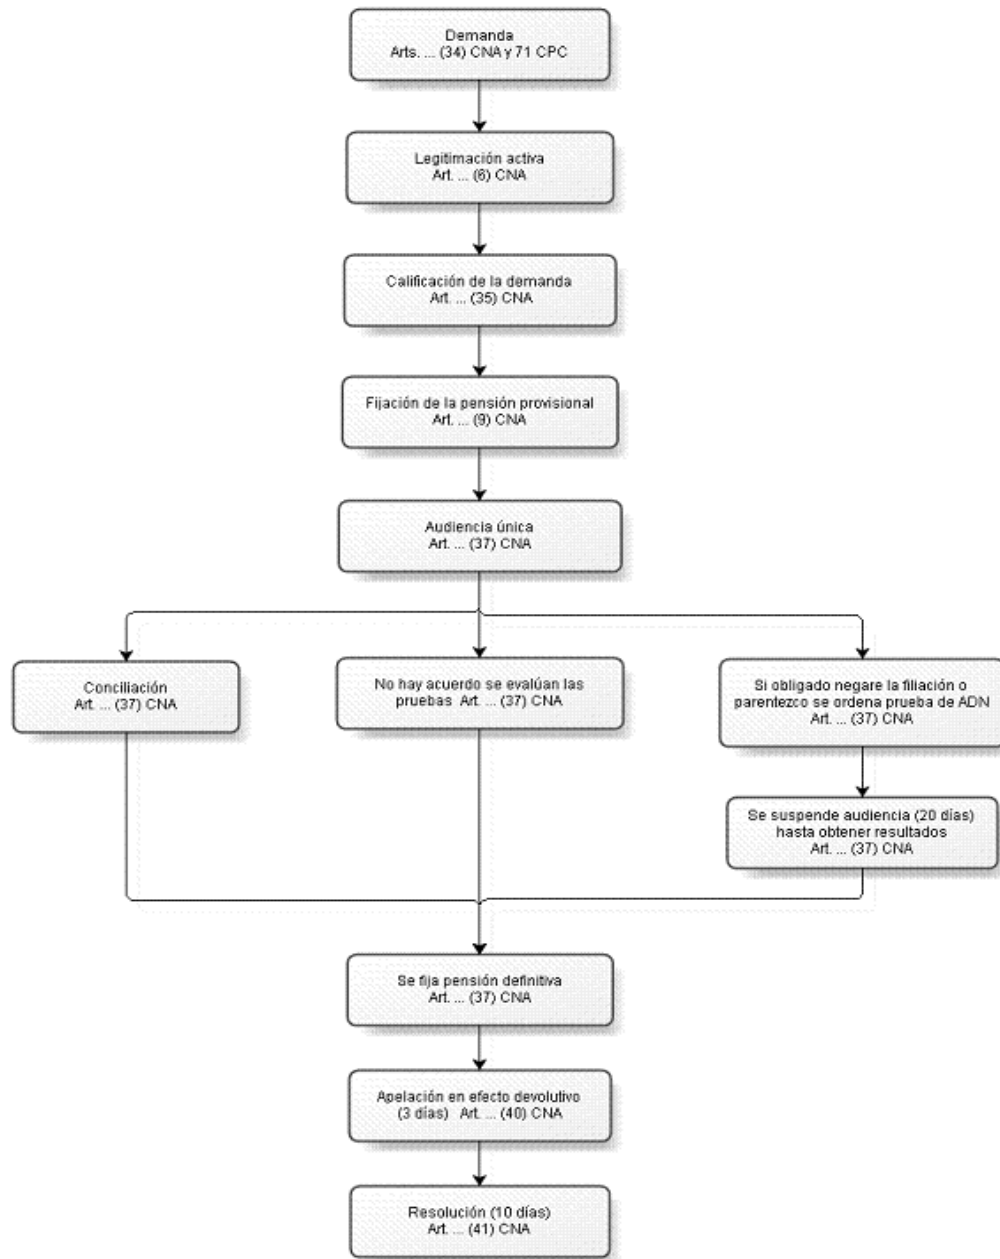 Demanda
Arts. ... (34) CNA y 71 CPC
Legitimación activa
Art. ... (6) CNA
Calificación de la demanda
Art. ... (35) CNA
Fijación de la pensión provisional
Art. ... (9) CNA
Audiencia única
Art. ... (37) CNA
Conciliación
Art. ... (37) CNA
No hay acuerdo se evalúan las
pruebas Art. ... (37) CNA
Si obligado negare la filiación o
parentezco se ordena prueba de ADN
Art. ... (37) CNA
Se suspende audiencia (20 días)
hasta obtener resultados
Art. ... (37) CNA
Se fija pensión definitiva
Art. ... (37) CNA
Apelación en efecto devolutivo
(3 días) Art. ... (40) CNA
Resolución (10 días)
Art. ... (41) CNA